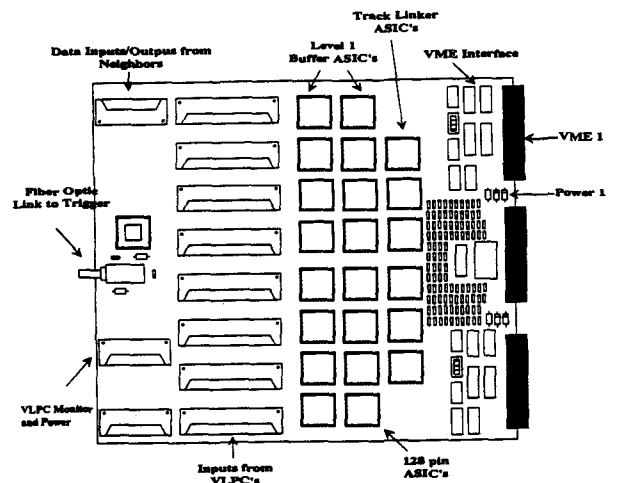 Track Linker
ASIC's
Data Inputs/Outpus from
Neighbors
Level 1
Buffer ASIC's
VME Interface
VME 1
Fiber Optic
Link to Trigger
Power 1
VLPC Monitor
and Power
Inputs from
VLPC's
128 pin
ASIC's